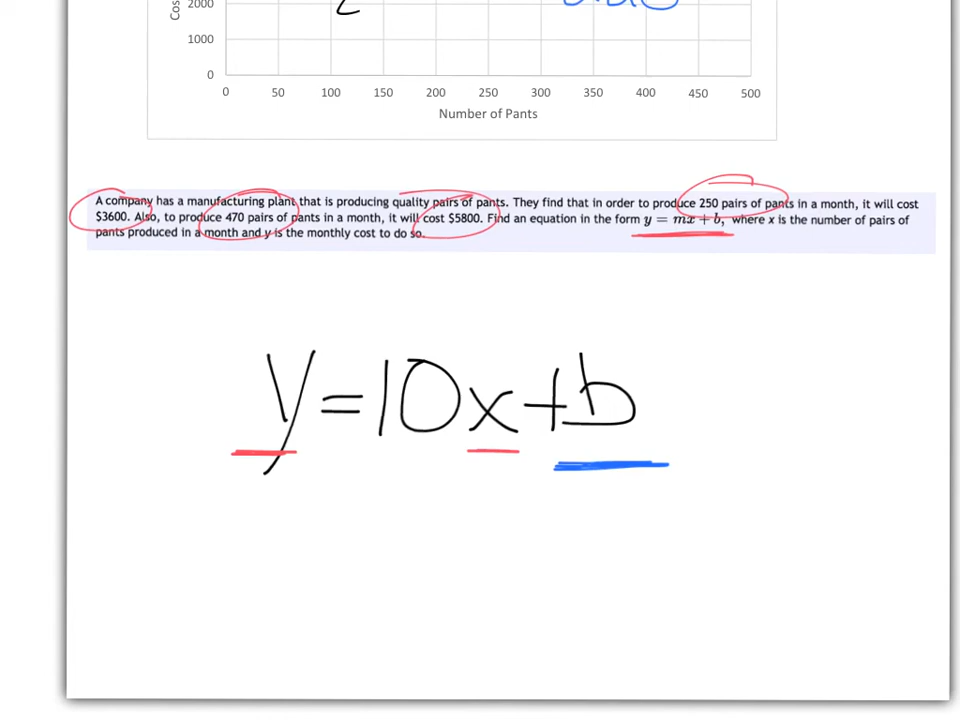 Cos
2000
1000
0
0 50 100 150 200 250 300 350 400 450 500
Number of Pants
A company has a manufacturing plant that is producing quality pairs of pants. They find that in order to produce 250 pairs of pants in a month, it will cost
$3600. Also, to produce 470 pairs of pants in a month, it will cost $5800. Find an equation in the form y = mx + b, where x is the number of pairs of
pants produced in a month and y is the monthly cost to do so.
y=10x+b